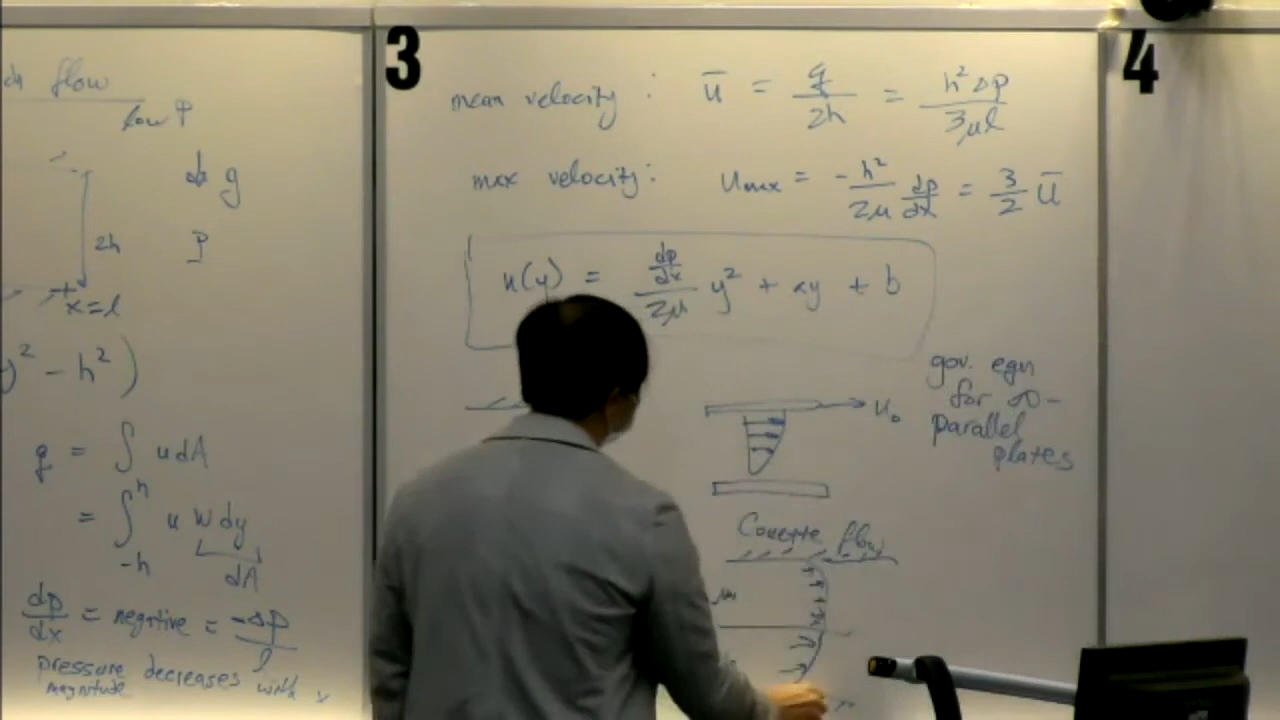 flow
low P
g
2h
P
x=l
y² - h² )
q = ∫ u dA
= ∫_{-h}^{h} u w dy
dA
dp/dx = negative = -Δp/l
pressure decreases with x
magnitude
3
mean velocity : ū = q/2h = h²Δp/3μl
max velocity : u max = -h²/2μ dp/dx = 3/2 ū
u(y) = dp/dx/2μ y² + ay + b
gov. eqn
for ∞-
parallel
plates
U₀
Couette flow
4